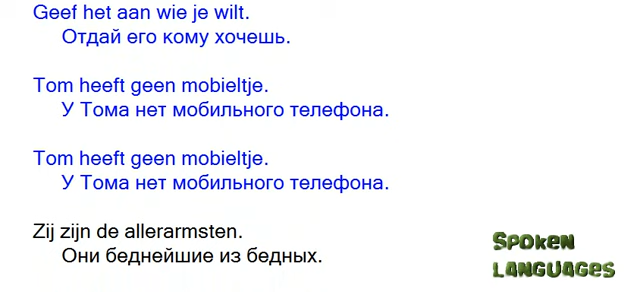 Geef het aan wie je wilt.
Отдай его кому хочешь.
Tom heeft geen mobieltje.
У Тома нет мобильного телефона.
Tom heeft geen mobieltje.
У Тома нет мобильного телефона.
Zij zijn de allerarmsten.
Они беднейшие из бедных.
Spoken
Languages